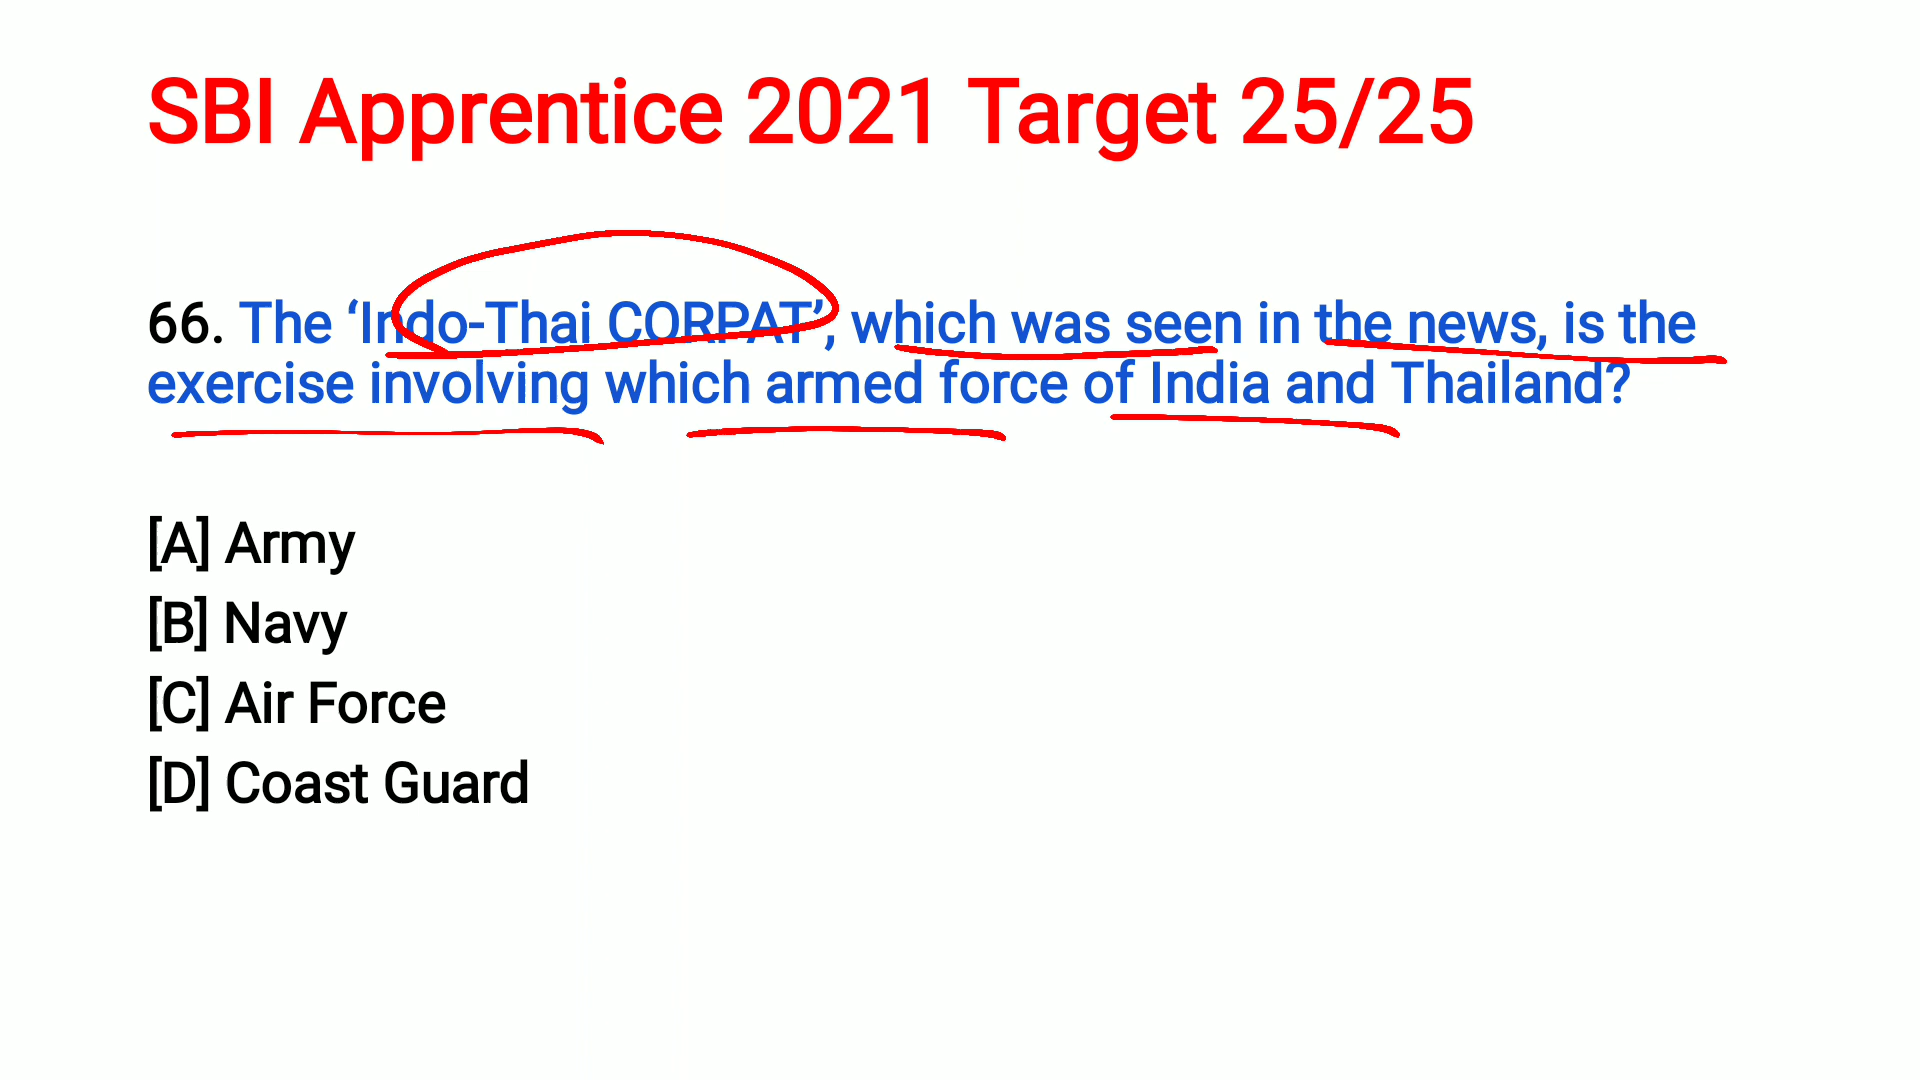 SBI Apprentice 2021 Target 25/25
66. The ‘Indo-Thai CORPAT’, which was seen in the news, is the
exercise involving which armed force of India and Thailand?
[A] Army
[B] Navy
[C] Air Force
[D] Coast Guard